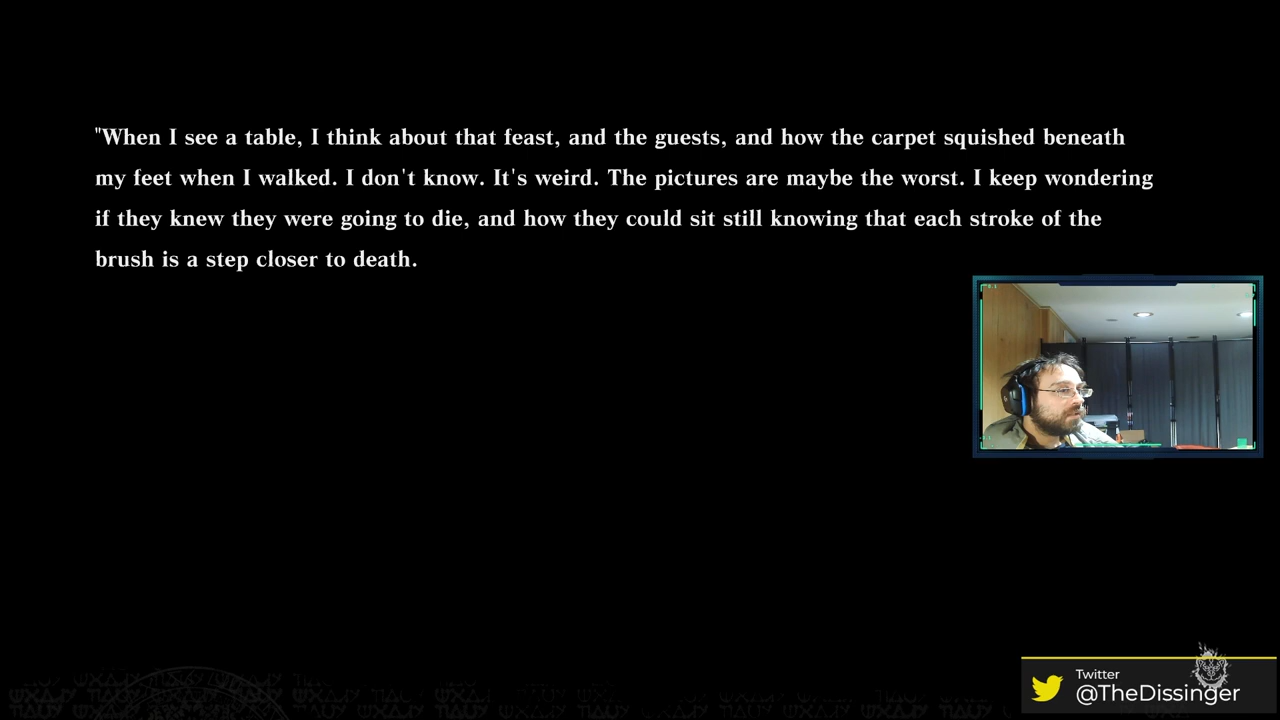 "When I see a table, I think about that feast, and the guests, and how the carpet squished beneath
my feet when I walked. I don't know. It's weird. The pictures are maybe the worst. I keep wondering
if they knew they were going to die, and how they could sit still knowing that each stroke of the
brush is a step closer to death.
Twitter
@TheDissinger